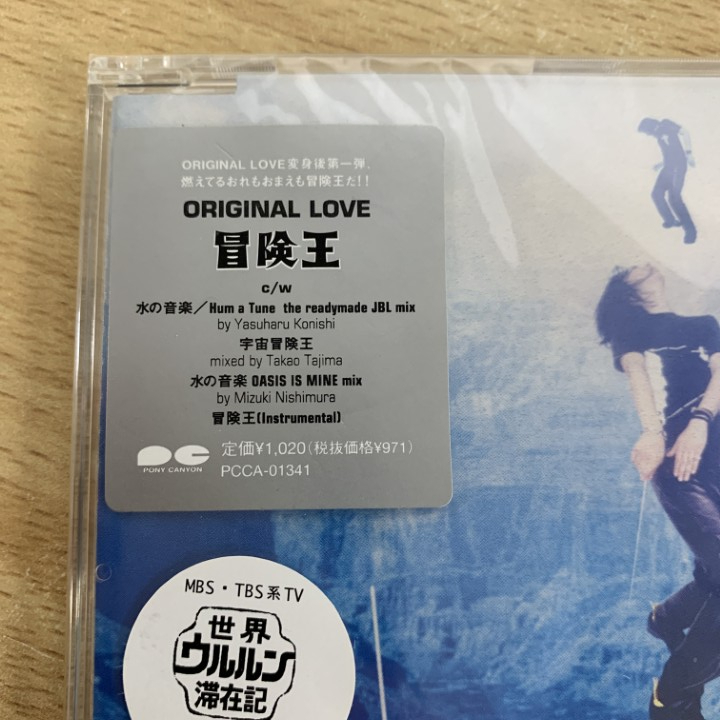 ORIGINAL LOVE変身後第一弾、
燃えてるおれもおまえも冒険王だ!!
ORIGINAL LOVE
冒険王
c/w
水の音楽/Hum a Tune the readymade JBL mix
by Yasuharu Konishi
宇宙冒険王
mixed by Takao Tajima
水の音楽 OASIS IS MINE mix
by Mizuki Nishimura
冒険王(Instrumental)
PONY CANYON
定価¥1,020(税抜価格¥971)
PCCA-01341
MBS・TBS系TV
世界
ウルルン
滞在記